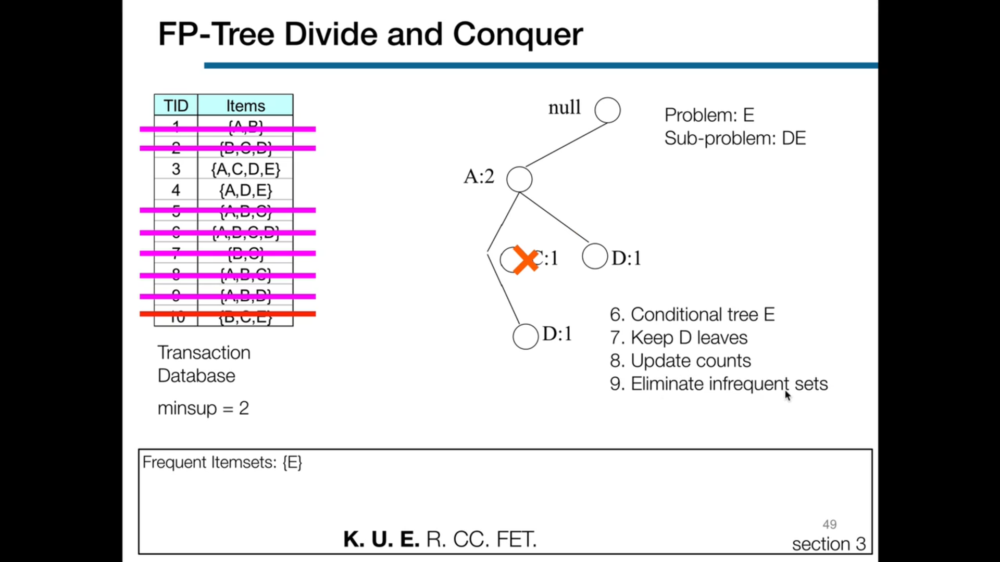 FP-Tree Divide and Conquer
TID Items
1 {A,B}
2 {B,C,D}
3 {A,C,D,E}
4 {A,D,E}
5 {A,B,C}
6 {A,B,C,D}
7 {B,C}
8 {A,B,C}
9 {A,B,D}
10 {B,C,E}
Transaction
Database
minsup = 2
null
A:2
C:1
D:1
D:1
Problem: E
Sub-problem: DE
6. Conditional tree E
7. Keep D leaves
8. Update counts
9. Eliminate infrequent sets
Frequent Itemsets: {E}
K. U. E. R. CC. FET.
49
section 3